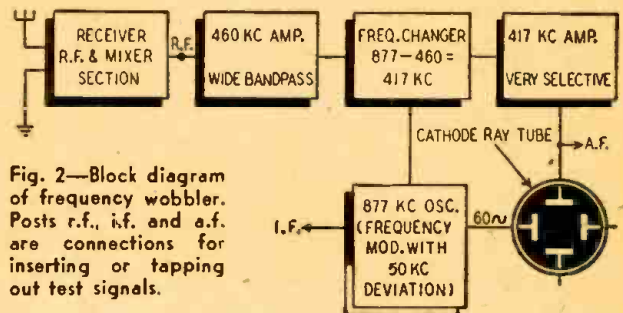 RECEIVER
R.F. & MIXER
SECTION
R.F.
460 KC AMP.
WIDE BANDPASS
FREQ. CHANGER
877-460=
417 KC
417 KC AMP.
VERY SELECTIVE
CATHODE RAY TUBE
A.F.
877 KC OSC.
(FREQUENCY
MOD. WITH
50 KC
DEVIATION)
I.F.
60~
Fig. 2—Block diagram
of frequency wobbler.
Posts r.f., i.f. and a.f.
are connections for
inserting or tapping
out test signals.